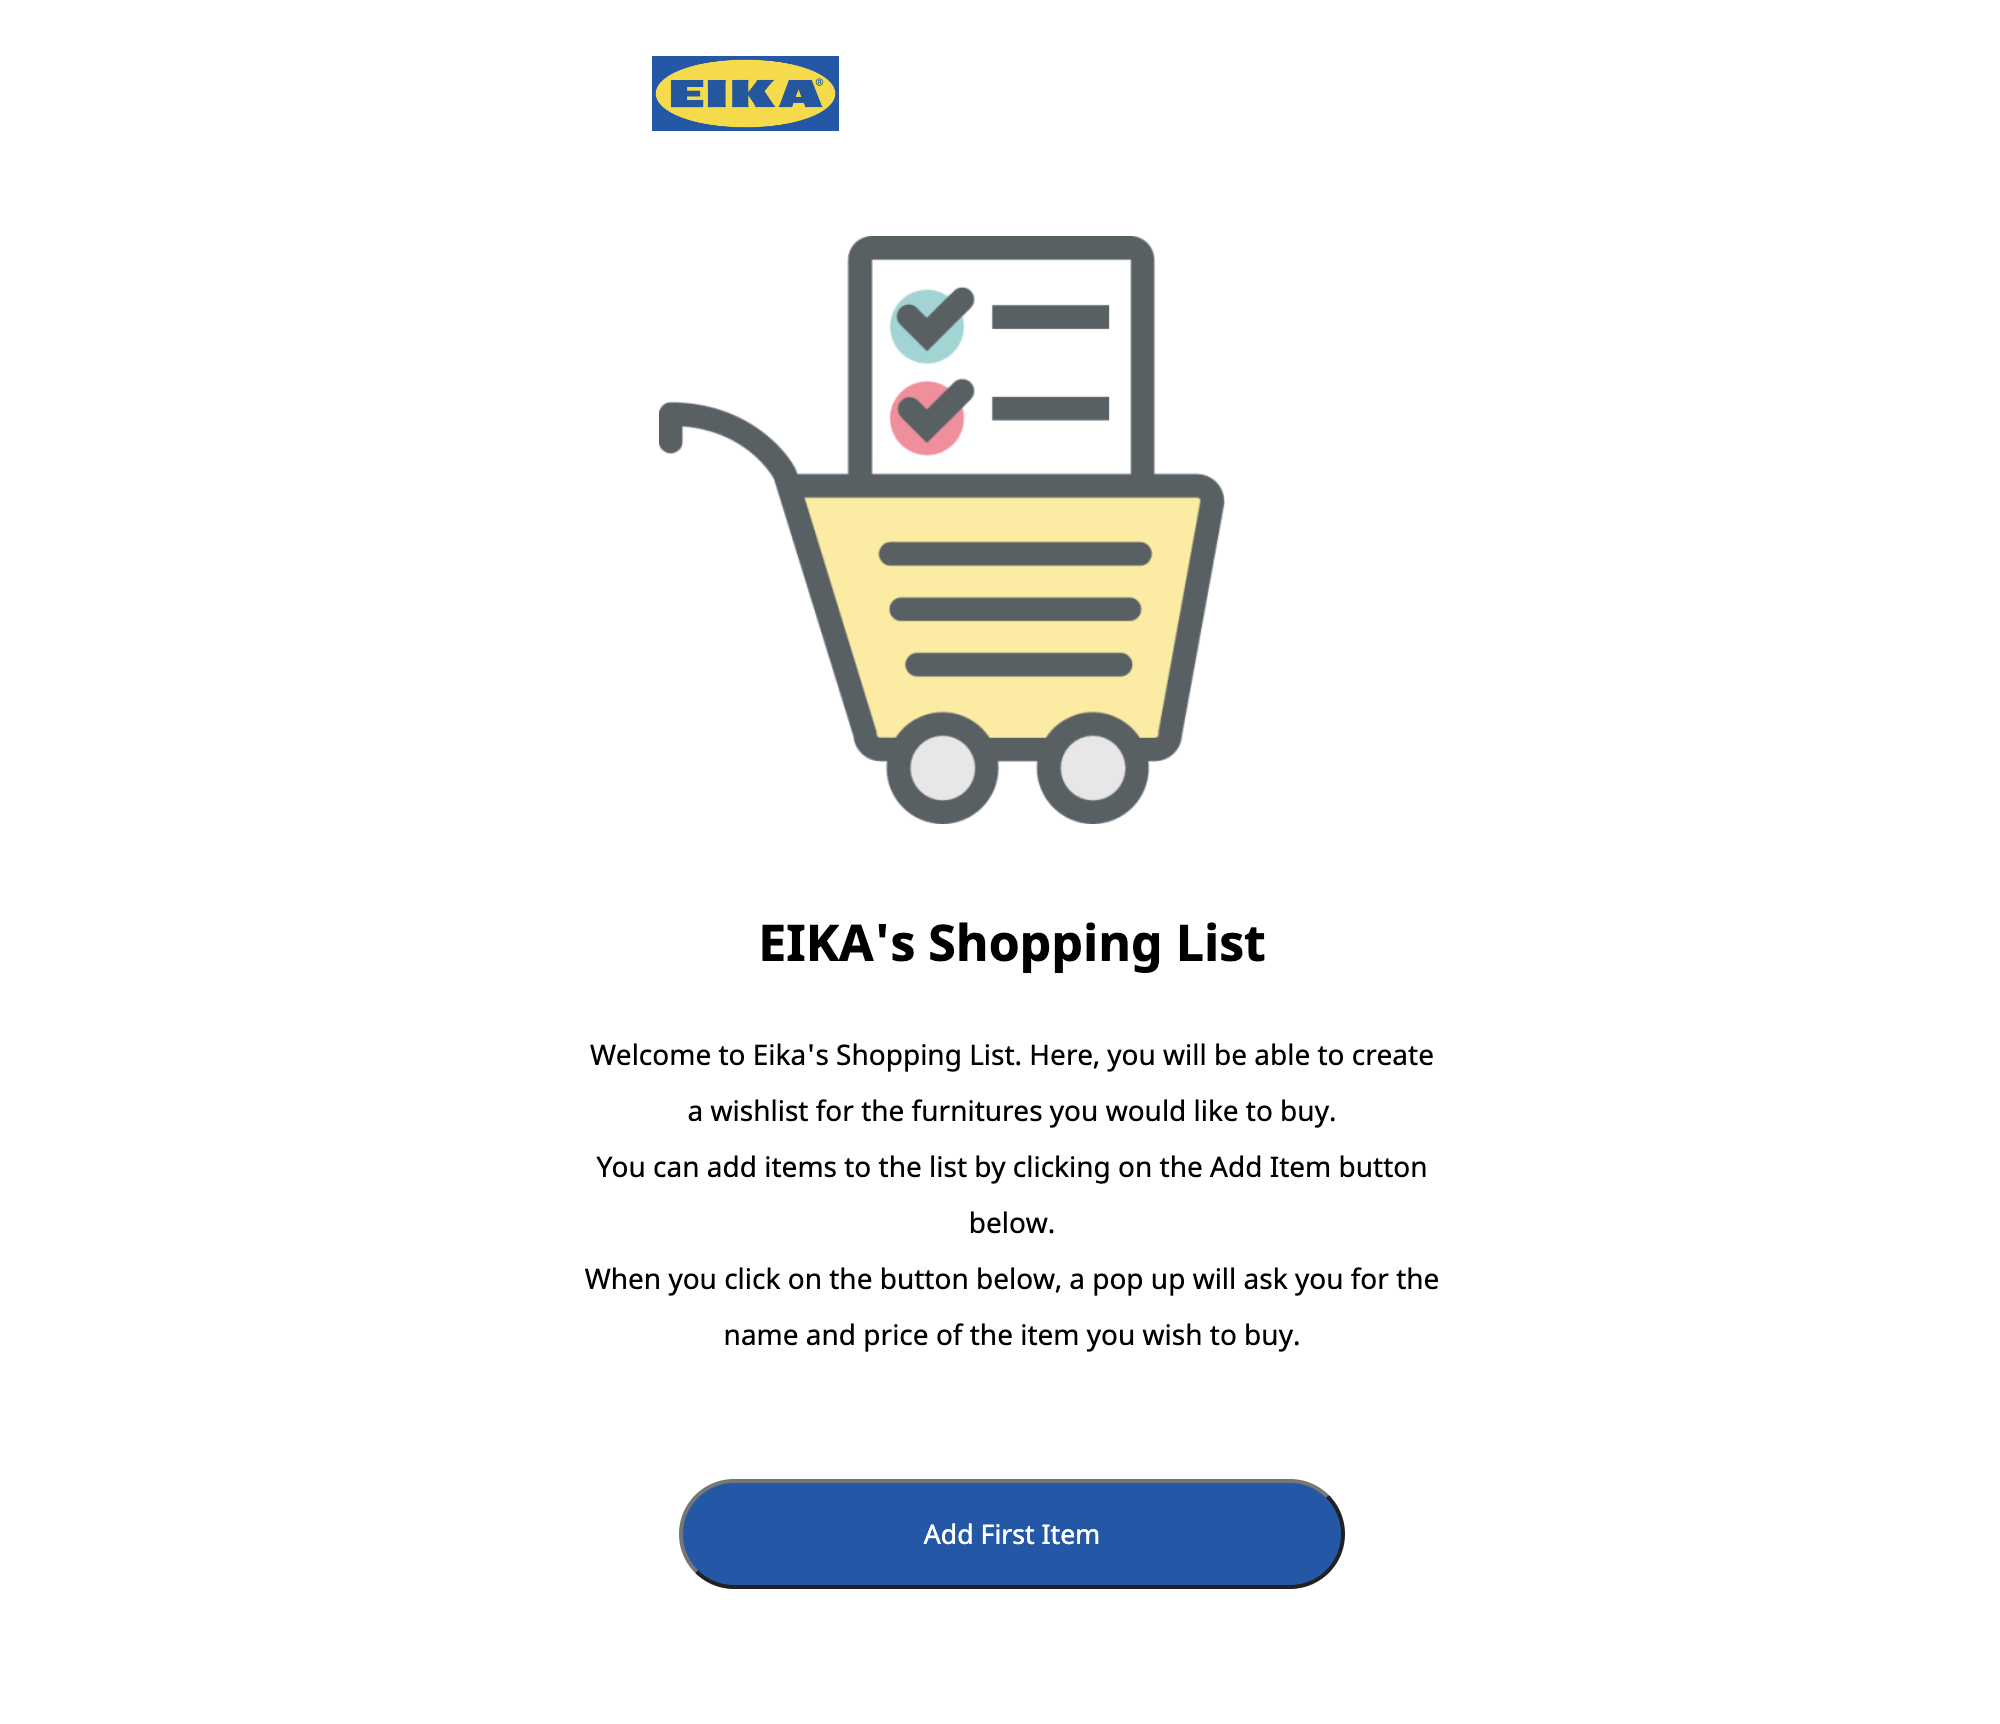 EIKA®
EIKA's Shopping List
Welcome to Eika's Shopping List. Here, you will be able to create
a wishlist for the furnitures you would like to buy.
You can add items to the list by clicking on the Add Item button
below.
When you click on the button below, a pop up will ask you for the
name and price of the item you wish to buy.
Add First Item